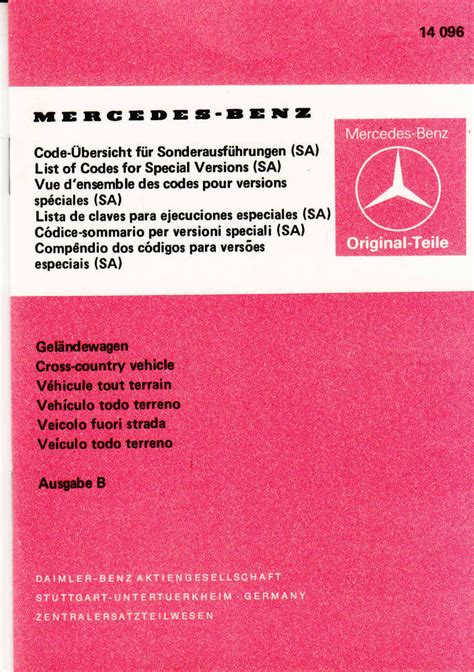 14 096
MERCEDES-BENZ
Code-Übersicht für Sonderausführungen (SA)
List of Codes for Special Versions (SA)
Vue d'ensemble des codes pour versions
spéciales (SA)
Lista de claves para ejecuciones especiales (SA)
Códice-sommario per versioni speciali (SA)
Compêndio dos códigos para versões
especiais (SA)
Mercedes-Benz
Original-Teile
Geländewagen
Cross-country vehicle
Véhicule tout terrain
Vehículo todo terreno
Veicolo fuori strada
Veículo todo terreno
Ausgabe B
DAIMLER-BENZ AKTIENGESELLSCHAFT
STUTTGART-UNTERTUERKHEIM · GERMANY
ZENTRALERSATZTEILWESEN